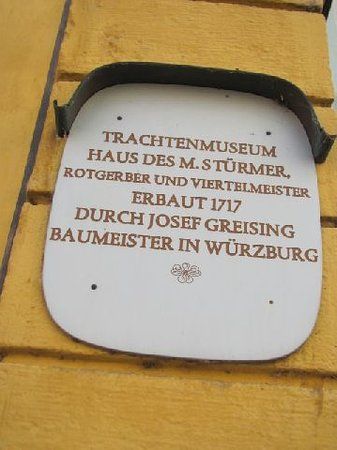 TRACHTENMUSEUM
HAUS DES M. STÜRMER,
ROTGERBER UND VIERTELMEISTER
ERBAUT 1717
DURCH JOSEF GREISING
BAUMEISTER IN WÜRZBURG